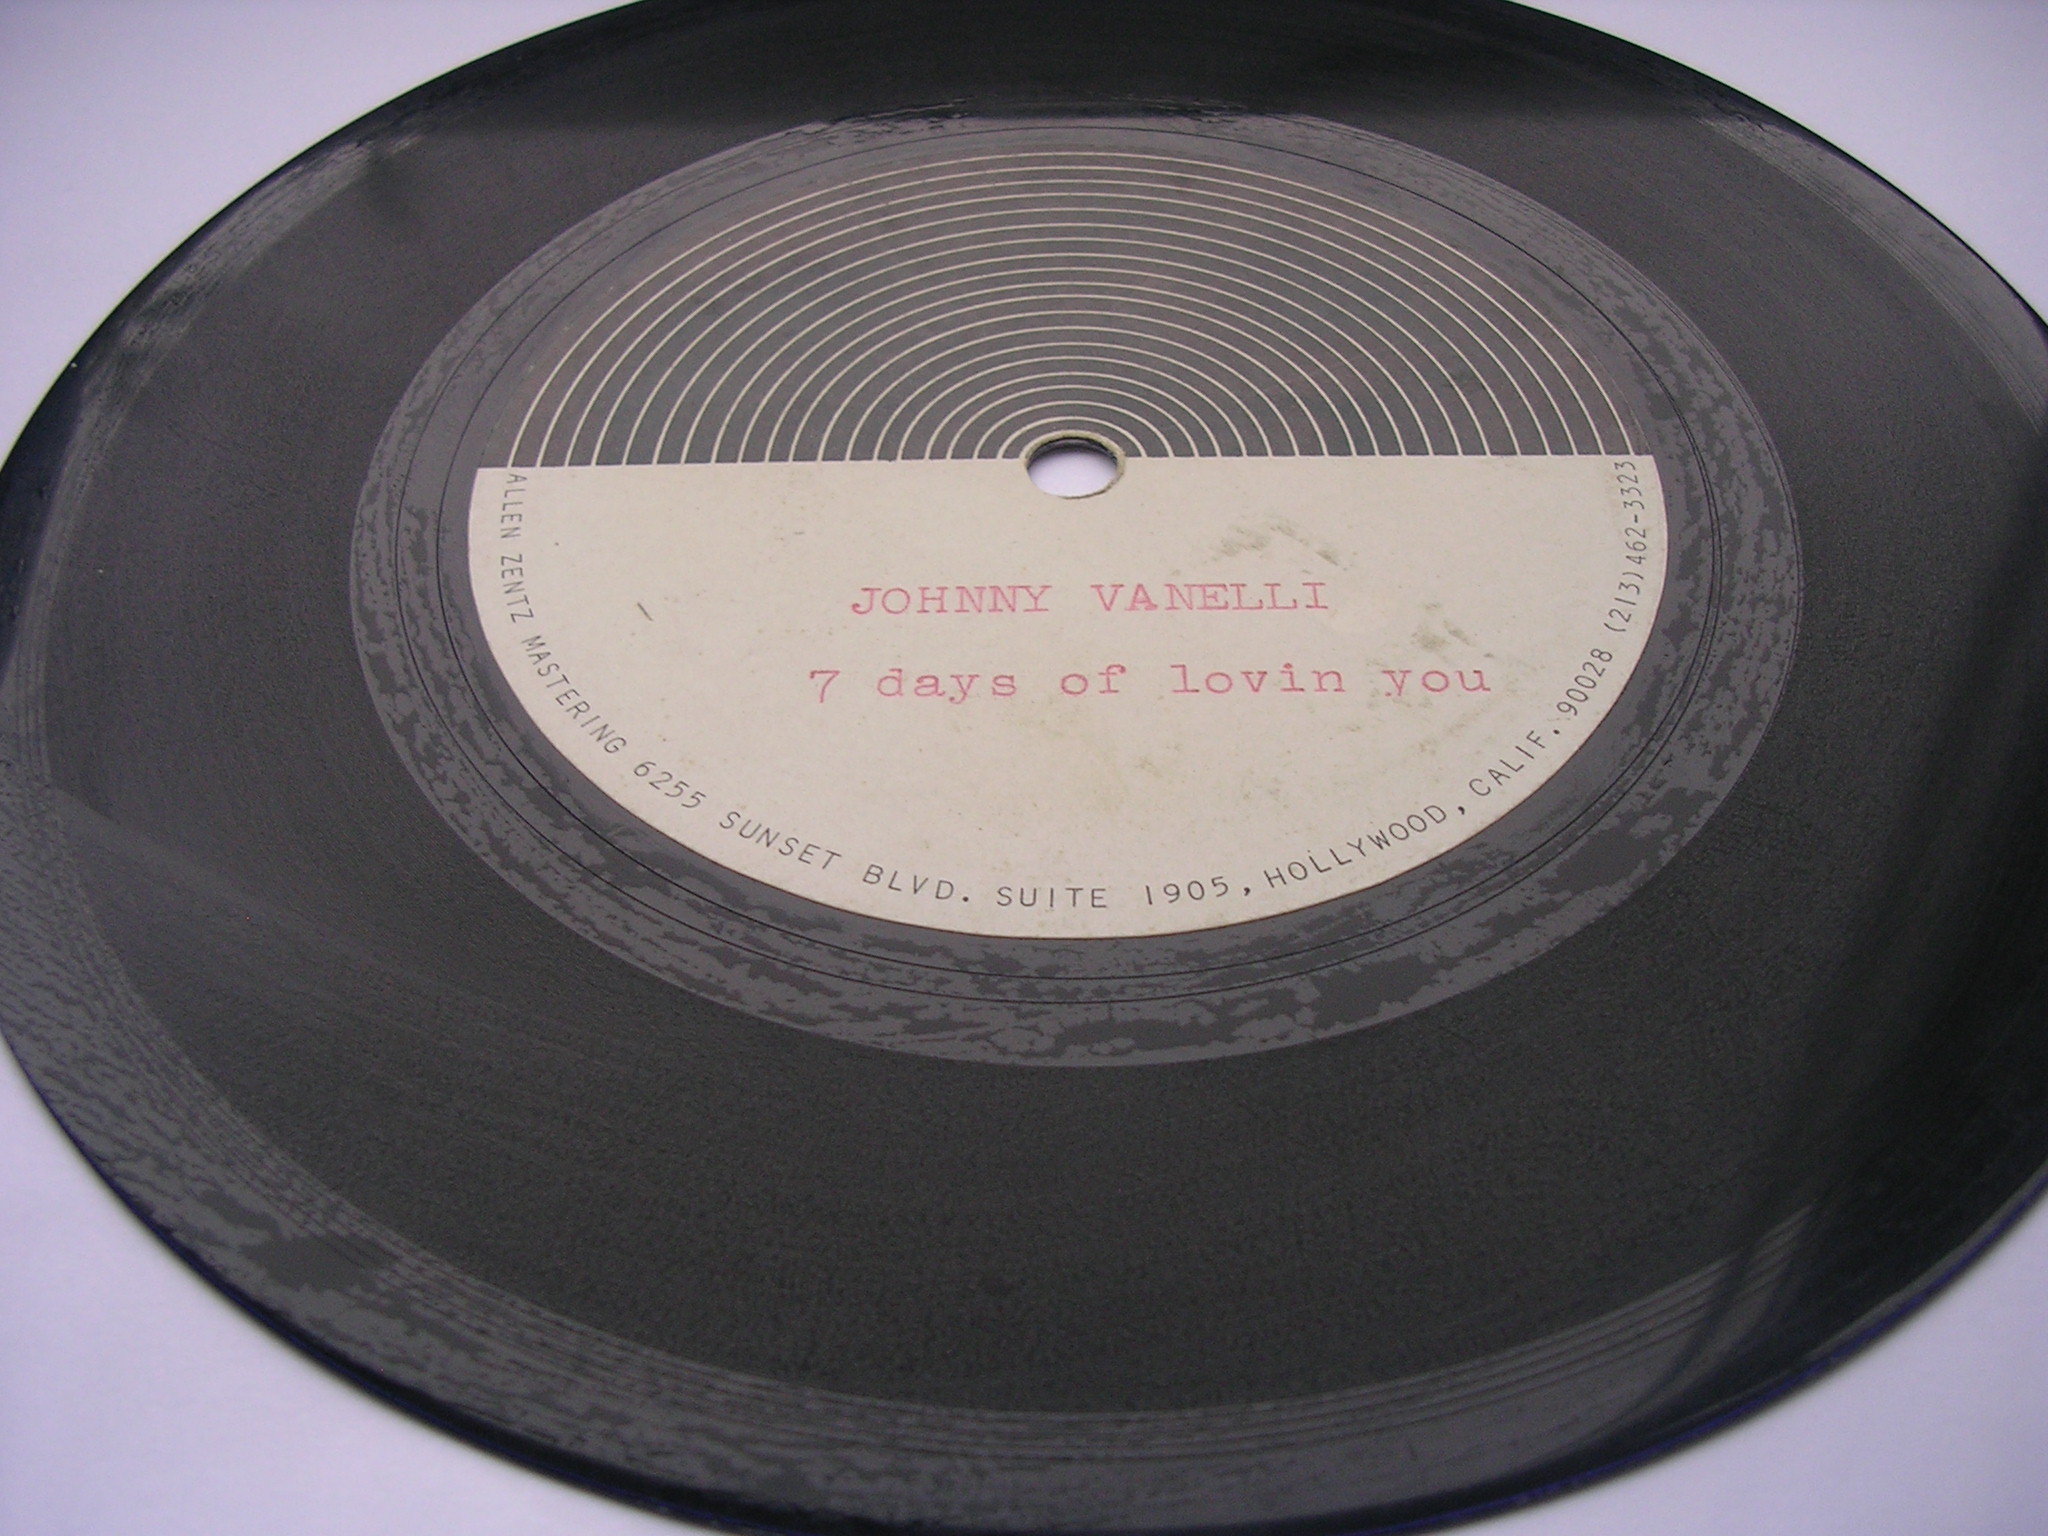 JOHNNY VANELLI
7 days of lovin you
ALLEN ZENTZ MASTERING 6255 SUNSET BLVD. SUITE 1905, HOLLYWOOD, CALIF. 90028 (213)462-3323